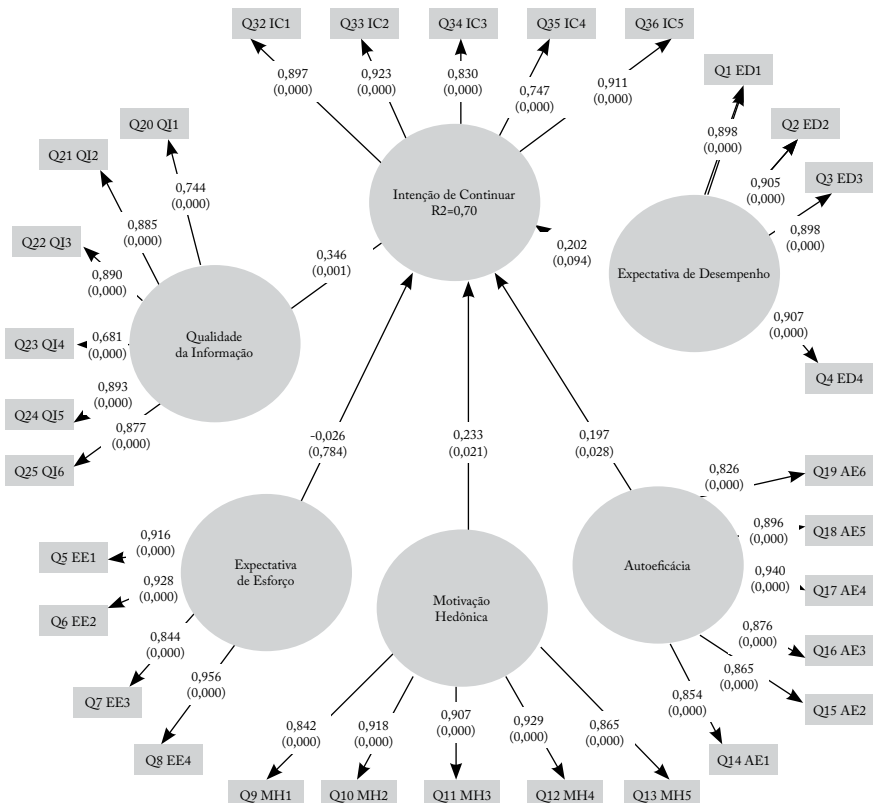 Q32 IC1
Q33 IC2
Q34 IC3
Q35 IC4
Q36 IC5
0,897
(0,000)
0,923
(0,000)
0,830
(0,000)
0,747
(0,000)
0,911
(0,000)
Intenção de Continuar
R2=0,70
Q1 ED1
Q2 ED2
Q3 ED3
Q4 ED4
0,898
(0,000)
0,905
(0,000)
0,898
(0,000)
0,907
(0,000)
Expectativa de Desempenho
0,202
(0,094)
Q20 QI1
Q21 QI2
Q22 QI3
Q23 QI4
Q24 QI5
Q25 QI6
0,744
(0,000)
0,885
(0,000)
0,890
(0,000)
0,681
(0,000)
0,893
(0,000)
0,877
(0,000)
Qualidade
da Informação
0,346
(0,001)
-0,026
(0,784)
0,233
(0,021)
0,197
(0,028)
Q5 EE1
Q6 EE2
Q7 EE3
Q8 EE4
0,916
(0,000)
0,928
(0,000)
0,844
(0,000)
0,956
(0,000)
Expectativa
de Esforço
Motivação
Hedônica
0,842
(0,000)
0,918
(0,000)
0,907
(0,000)
0,929
(0,000)
0,865
(0,000)
Q9 MH1
Q10 MH2
Q11 MH3
Q12 MH4
Q13 MH5
Autoeficácia
0,826
(0,000)
0,896
(0,000)
0,940
(0,000)
0,876
(0,000)
0,865
(0,000)
0,854
(0,000)
Q19 AE6
Q18 AE5
Q17 AE4
Q16 AE3
Q15 AE2
Q14 AE1